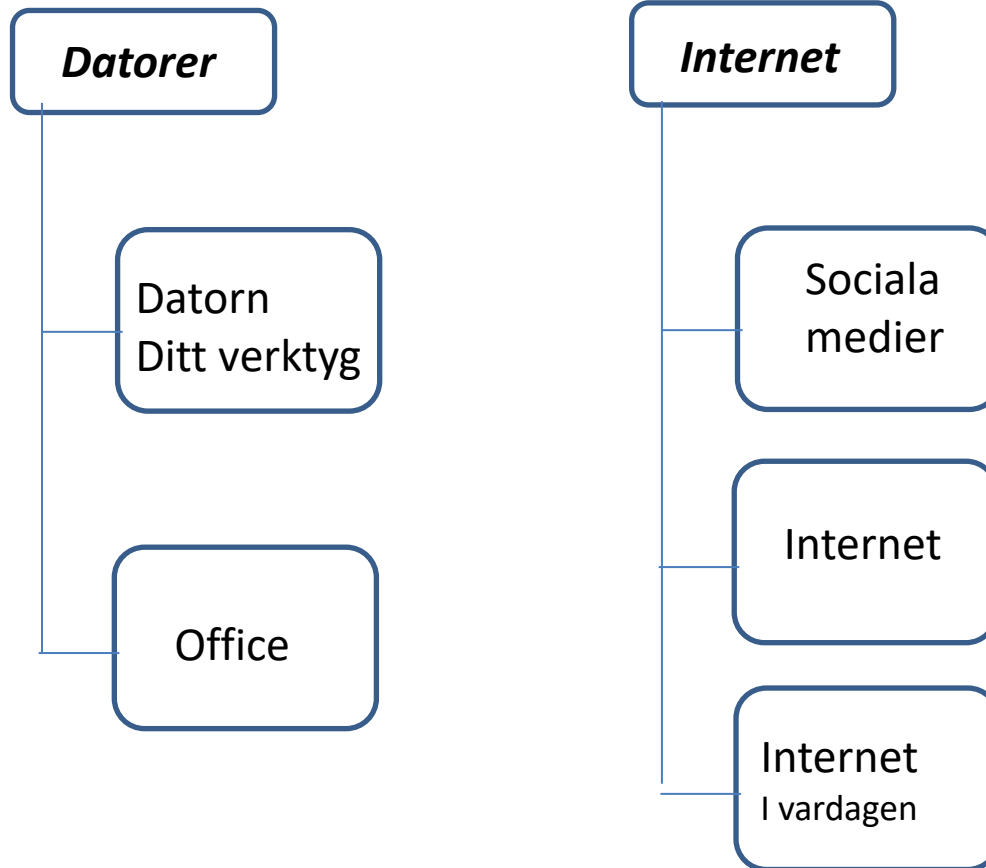 Datorer
Datorn
Ditt verktyg
Office
Internet
Sociala
medier
Internet
Internet
I vardagen